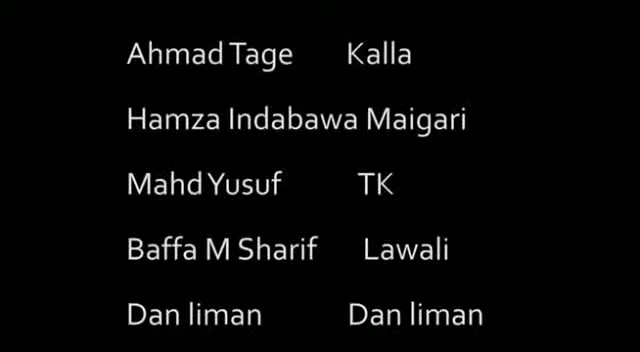 Ahmad Tage Kalla
Hamza Indabawa Maigari
Mahd Yusuf TK
Baffa M Sharif Lawali
Dan liman Dan liman